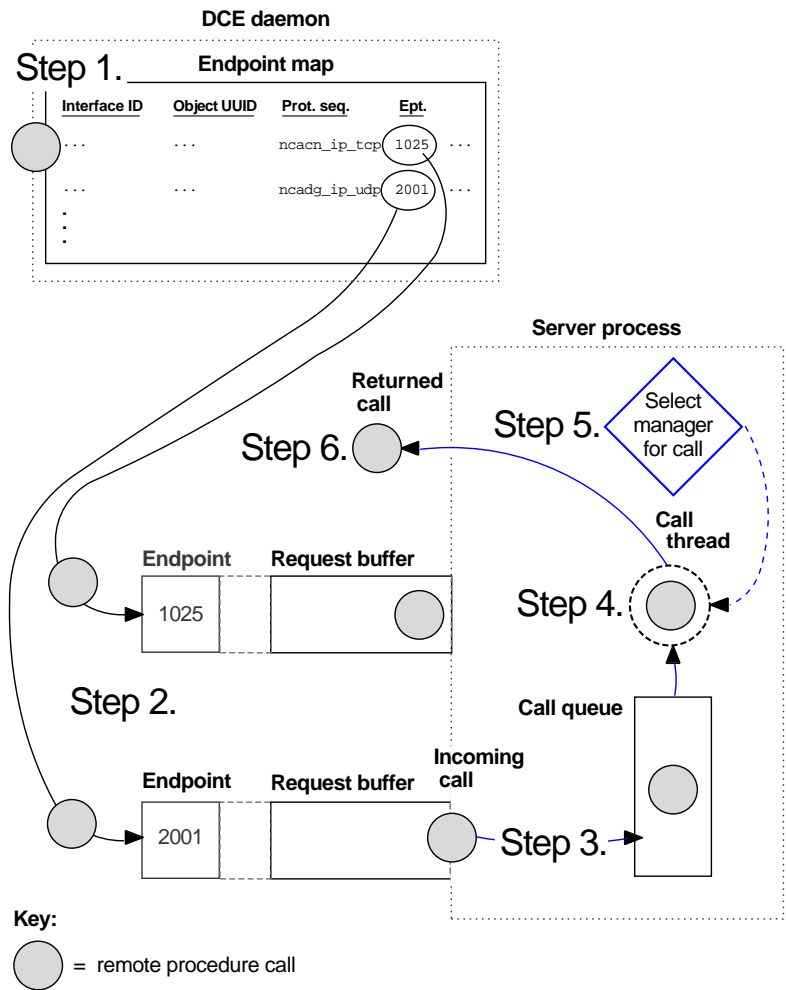 DCE daemon
Step 1.
Endpoint map
Interface ID Object UUID Prot. seq. Ept.
... ... ncacn_ip_tcp 1025 ...
... ... ncadg_ip_udp 2001 ...
.
.
.
Server process
Returned
call
Select
manager
for call
Step 5.
Step 6.
Call
thread
Endpoint Request buffer
1025
Step 4.
Step 2.
Call queue
Incoming
call
Endpoint Request buffer
2001
Step 3.
Key:
= remote procedure call